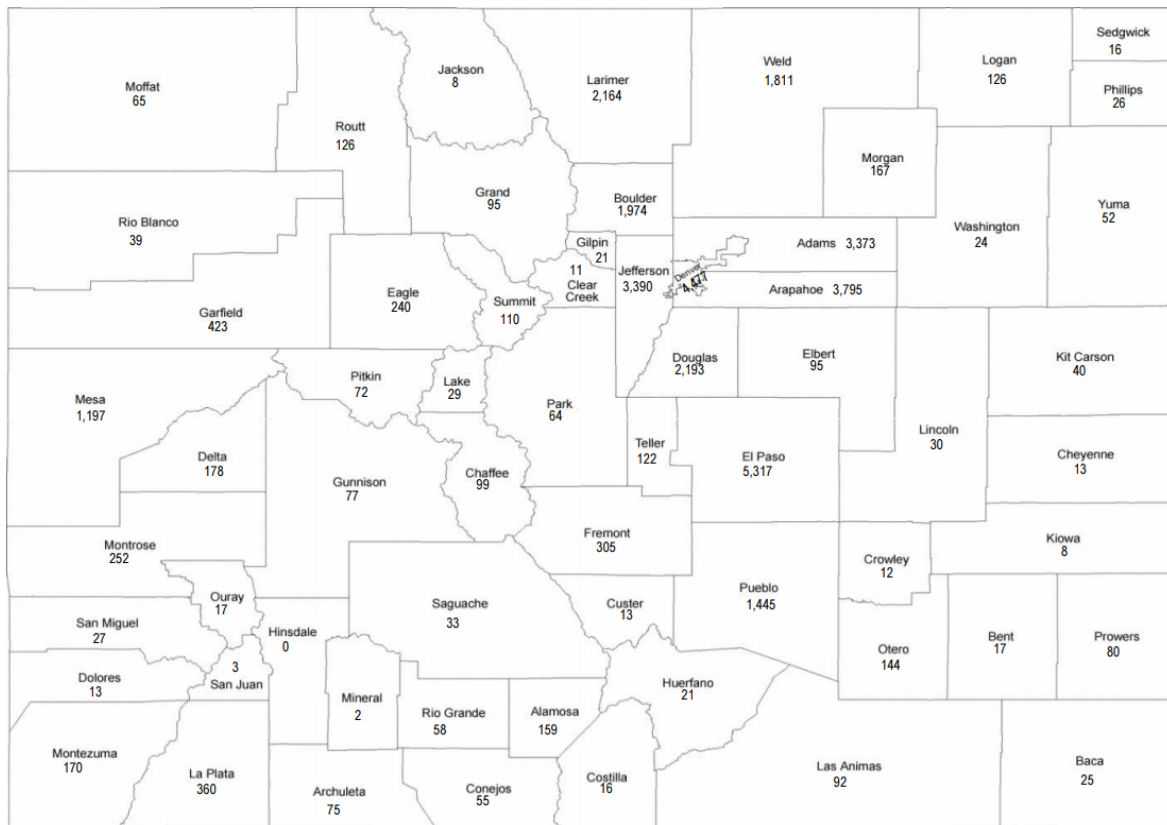 Moffat
65
Routt
126
Jackson
8
Larimer
2,164
Weld
1,811
Logan
126
Sedgwick
16
Phillips
26
Rio Blanco
39
Grand
95
Boulder
1,974
Morgan
167
Washington
24
Yuma
52
Garfield
423
Eagle
240
Summit
110
Gilpin
21
11
Clear
Creek
Jefferson
3,390
Denver
4,477
Adams 3,373
Arapahoe 3,795
Mesa
1,197
Pitkin
72
Lake
29
Park
64
Douglas
2,193
Elbert
95
Kit Carson
40
Delta
178
Gunnison
77
Chaffee
99
Teller
122
El Paso
5,317
Lincoln
30
Cheyenne
13
Montrose
252
Fremont
305
Crowley
12
Kiowa
8
Ouray
17
San Miguel
27
Hinsdale
0
Saguache
33
Custer
13
Pueblo
1,445
Otero
144
Bent
17
Prowers
80
Dolores
13
3
San Juan
Mineral
2
Rio Grande
58
Alamosa
159
Huerfano
21
Montezuma
170
La Plata
360
Archuleta
75
Conejos
55
Costilla
16
Las Animas
92
Baca
25